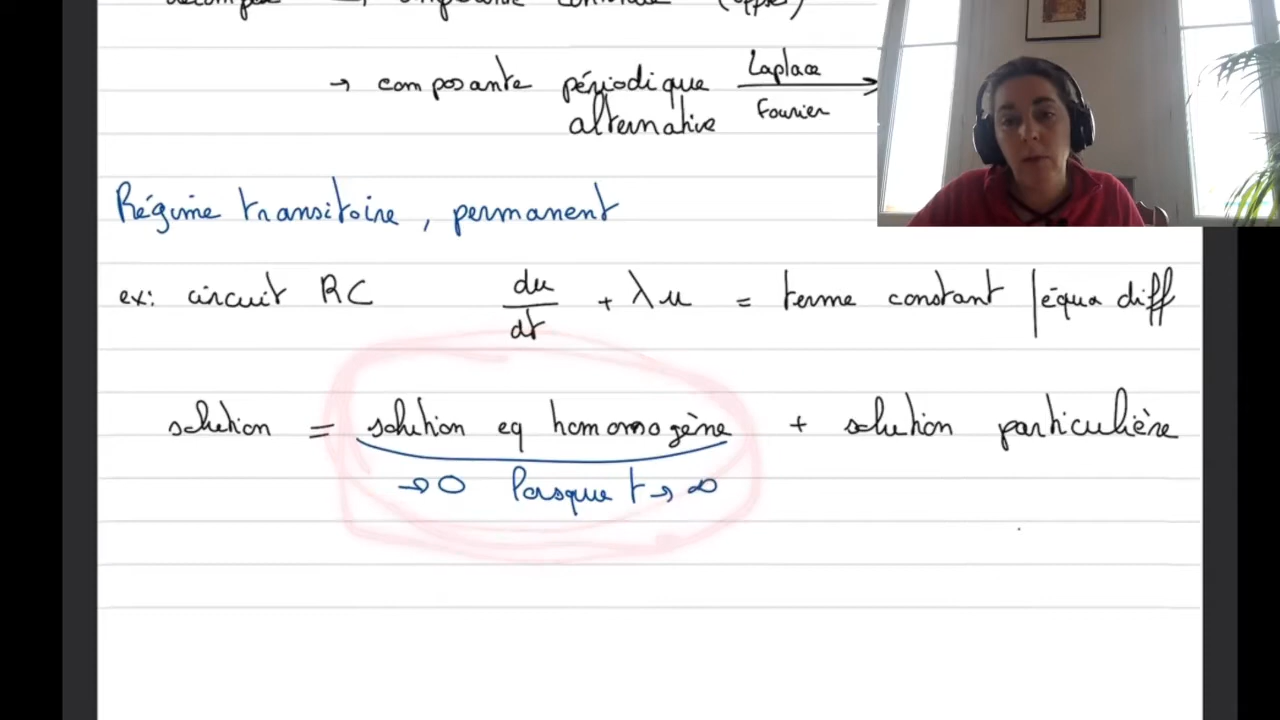 → composante périodique Laplace
alternative Fourier
Régime transitoire, permanent
ex: circuit RC du/dt + λu = terme constant | équa diff
solution = solution eq homomogène + solution particulière
→ 0 lorsque t → ∞